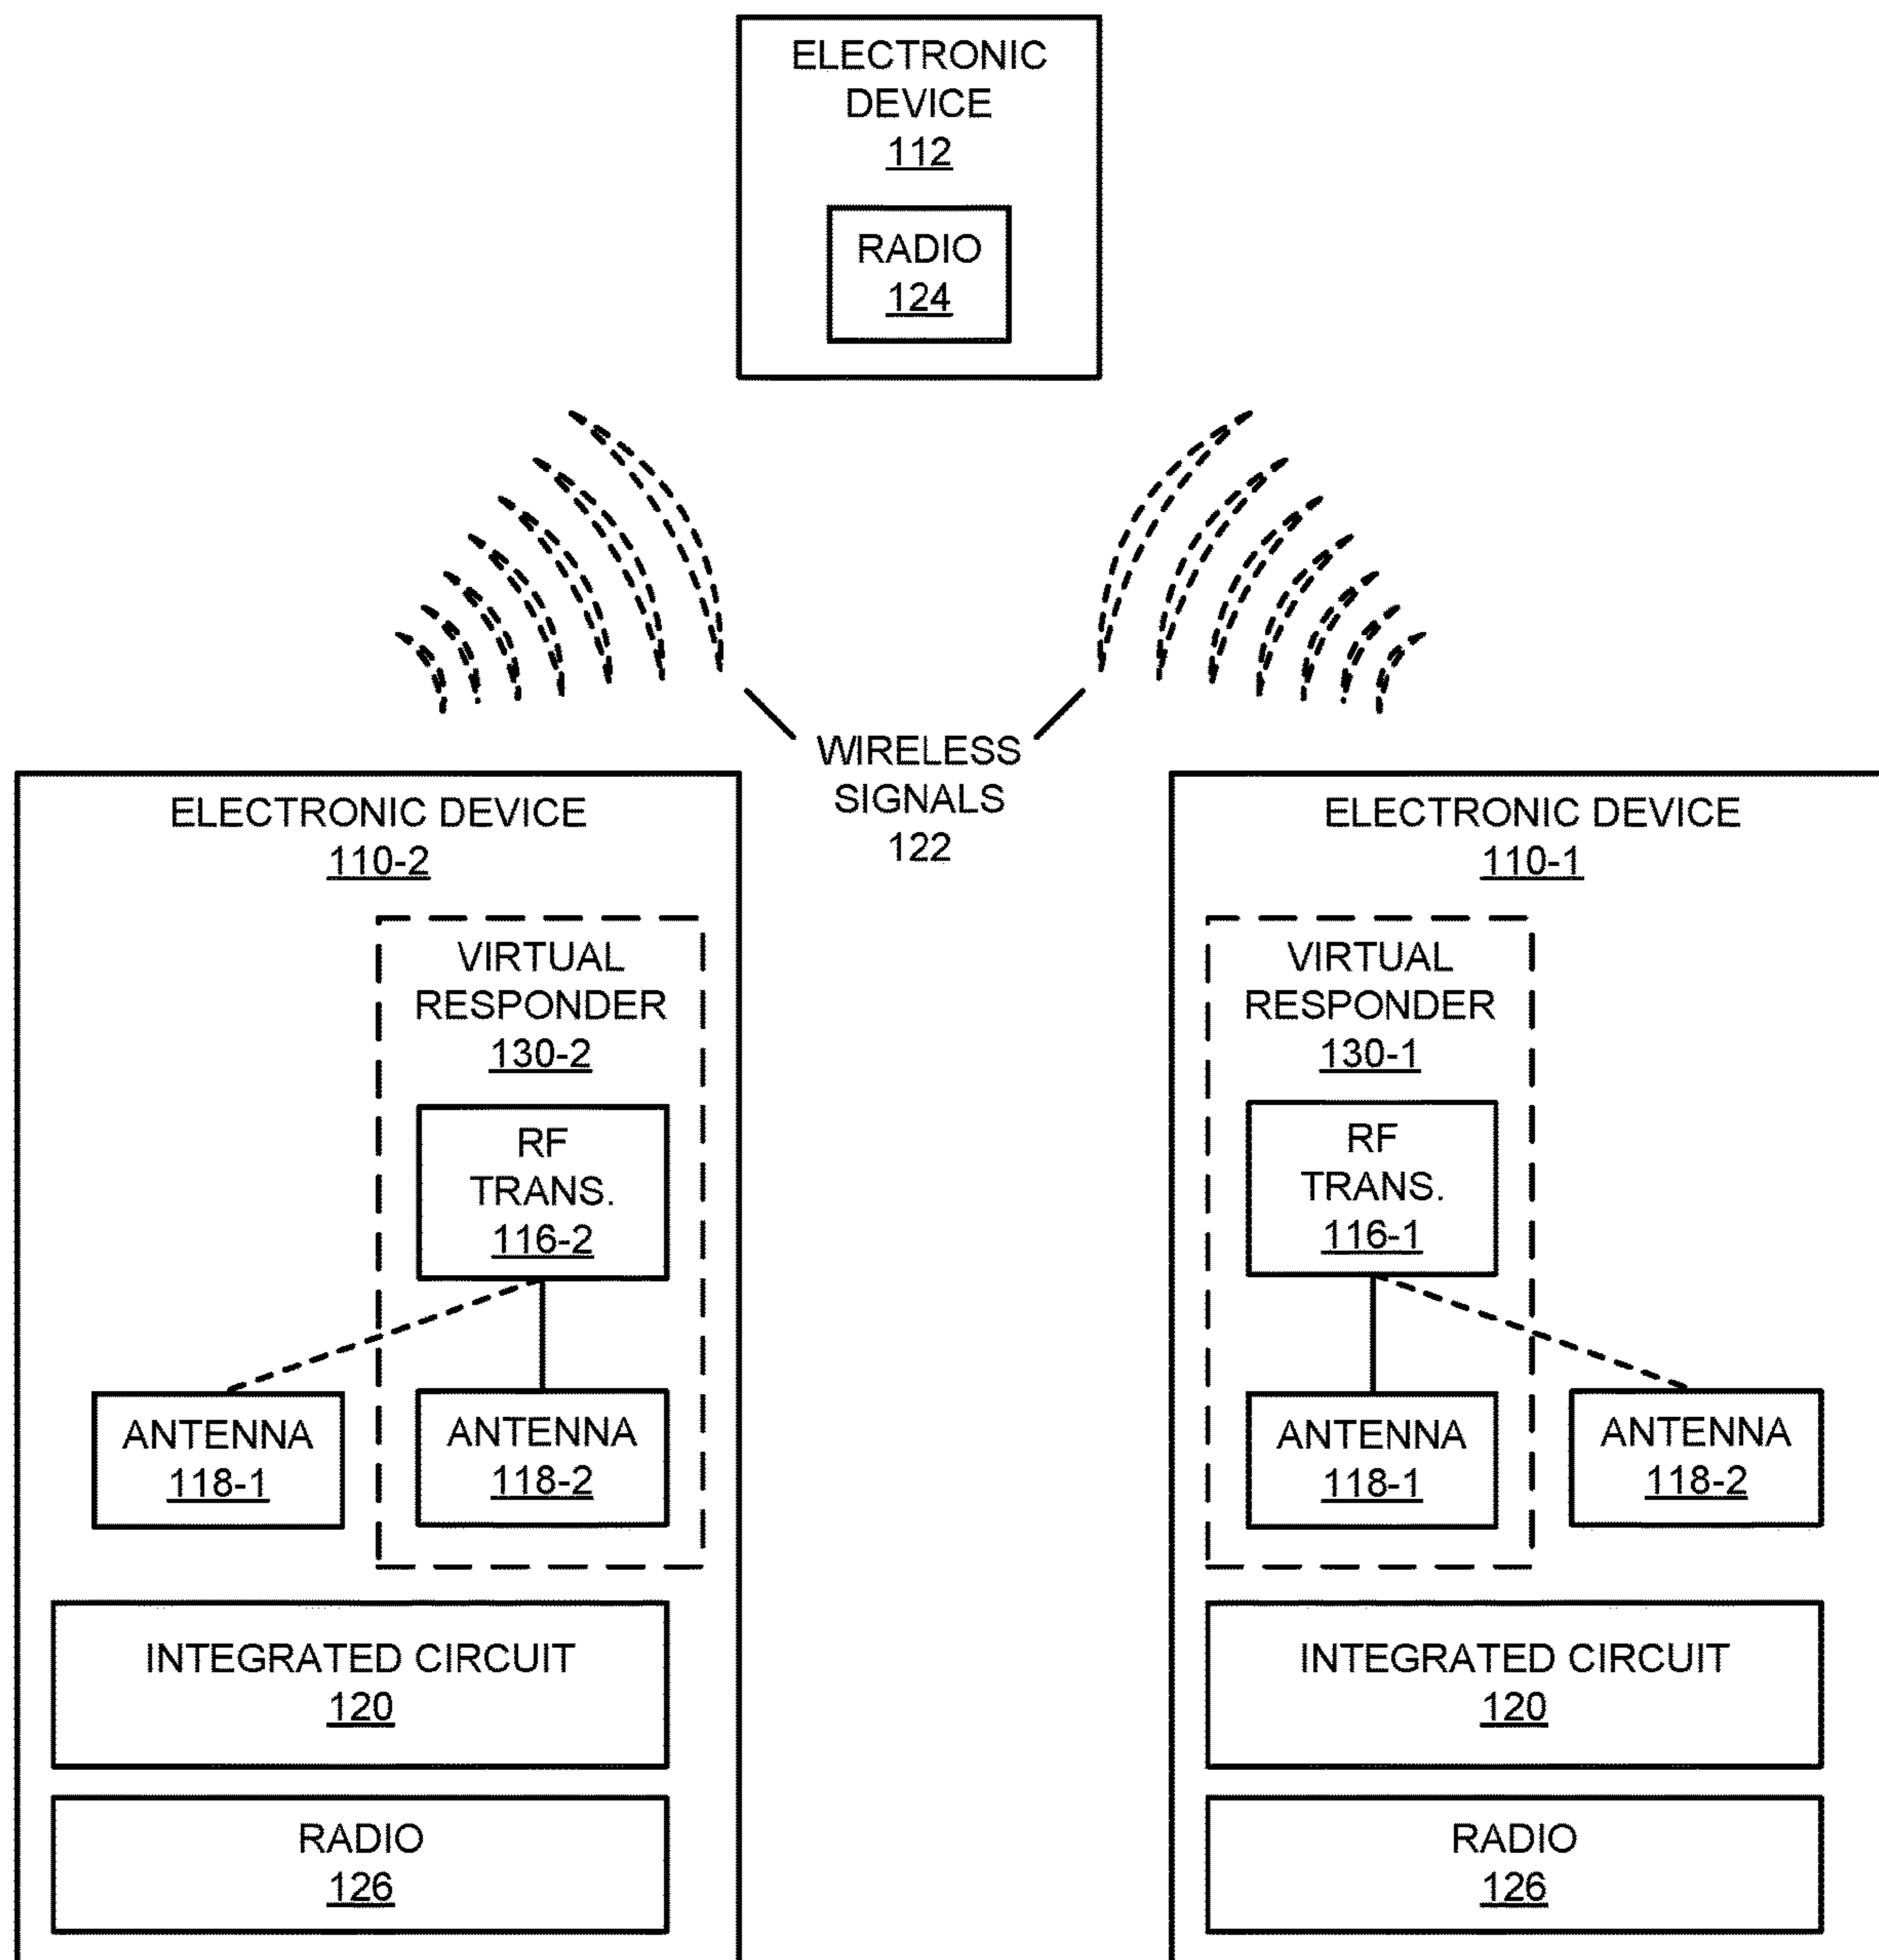 ELECTRONIC
DEVICE
112
RADIO
124
WIRELESS
SIGNALS
122
ELECTRONIC DEVICE
110-2
VIRTUAL
RESPONDER
130-2
RF
TRANS.
116-2
ANTENNA
118-1
ANTENNA
118-2
INTEGRATED CIRCUIT
120
RADIO
126
ELECTRONIC DEVICE
110-1
VIRTUAL
RESPONDER
130-1
RF
TRANS.
116-1
ANTENNA
118-1
ANTENNA
118-2
INTEGRATED CIRCUIT
120
RADIO
126